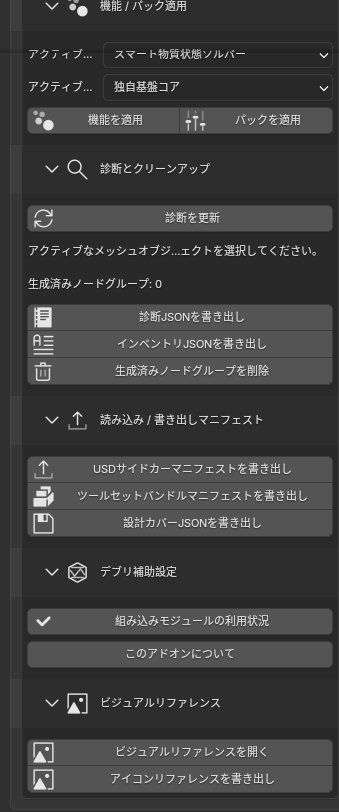 機能 / パック適用
アクティブ... スマート物質状態ソルバー
アクティブ... 独自基盤コア
機能を適用 パックを適用
診断とクリーンアップ
診断を更新
アクティブなメッシュオブジ...ェクトを選択してください。
生成済みノードグループ: 0
診断JSONを書き出し
インベントリJSONを書き出し
生成済みノードグループを削除
読み込み / 書き出しマニフェスト
USDサイドカーマニフェストを書き出し
ツールセットバンドルマニフェストを書き出し
設計カバーJSONを書き出し
デブリ補助設定
組み込みモジュールの利用状況
このアドオンについて
ビジュアルリファレンス
ビジュアルリファレンスを開く
アイコンリファレンスを書き出し